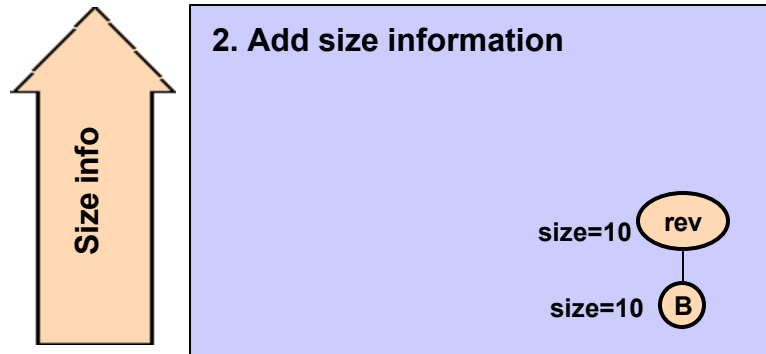 2. Add size information
Size info
size=10 rev
size=10 B